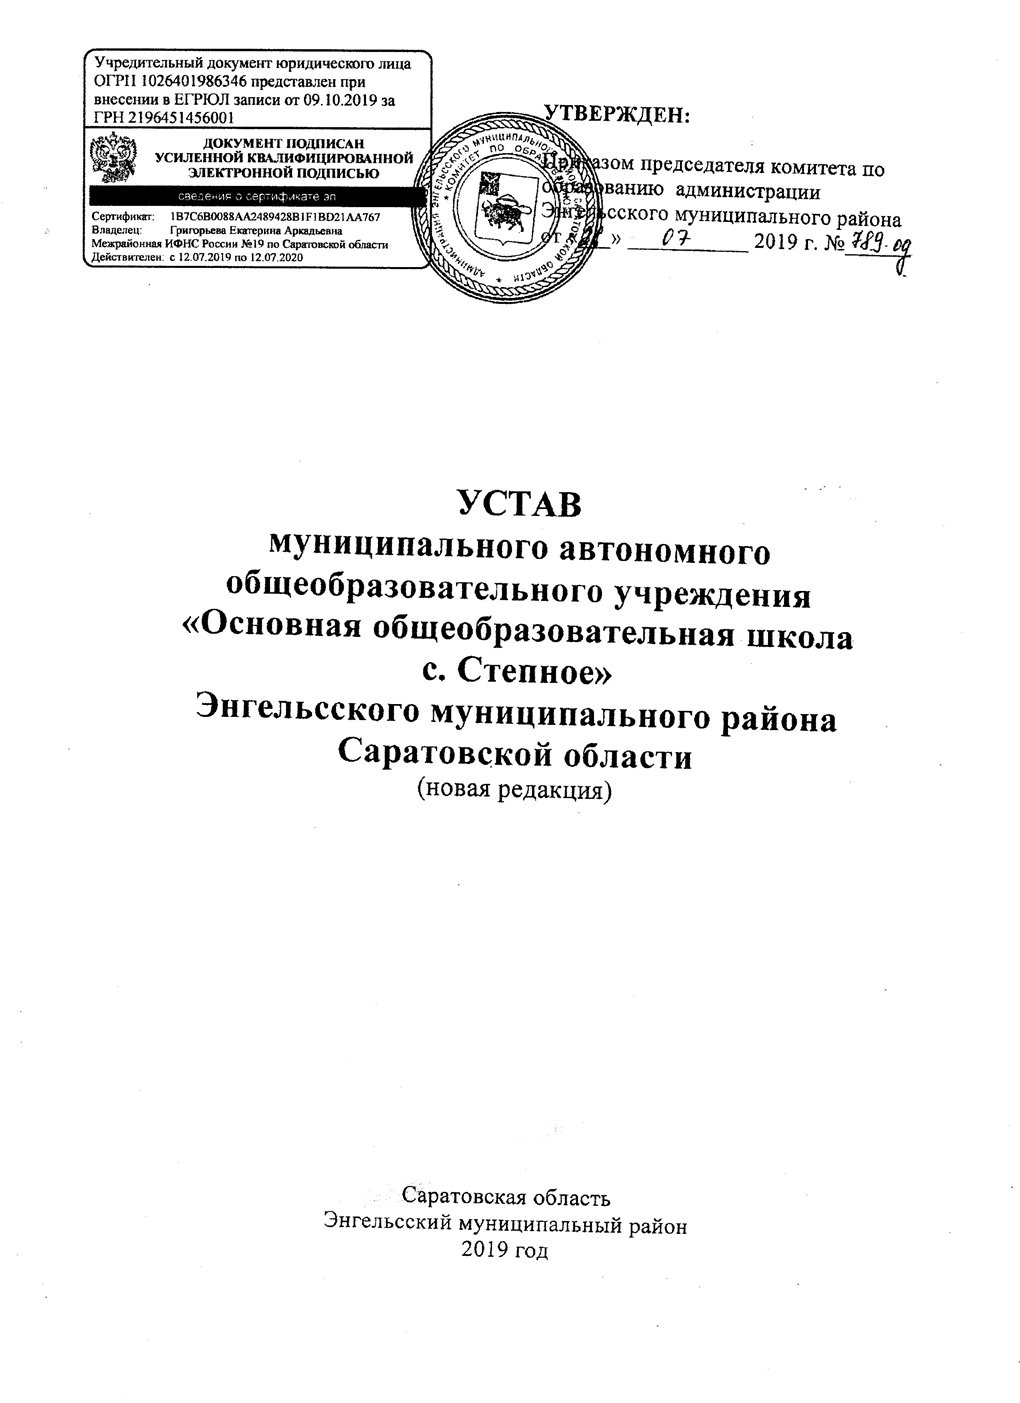 Учредительный документ юридического лица
ОГРН 1026401986346 представлен при
внесении в ЕГРЮЛ записи от 09.10.2019 за
ГРН 2196451456001
ДОКУМЕНТ ПОДПИСАН
УСИЛЕННОЙ КВАЛИФИЦИРОВАННОЙ
ЭЛЕКТРОННОЙ ПОДПИСЬЮ
сведения о сертификате эп
Сертификат: 1B7C6B0088AA2489428B1F1BD21AA767
Владелец: Григорьева Екатерина Аркадьевна
Межрайонная ИФНС России №19 по Саратовской области
Действителен: с 12.07.2019 по 12.07.2020
УТВЕРЖДЕН:
Приказом председателя комитета по
образованию администрации
Энгельсского муниципального района
от » 07 2019 г. № 789-од
УСТАВ
муниципального автономного
общеобразовательного учреждения
«Основная общеобразовательная школа
с. Степное»
Энгельсского муниципального района
Саратовской области
(новая редакция)
Саратовская область
Энгельсский муниципальный район
2019 год